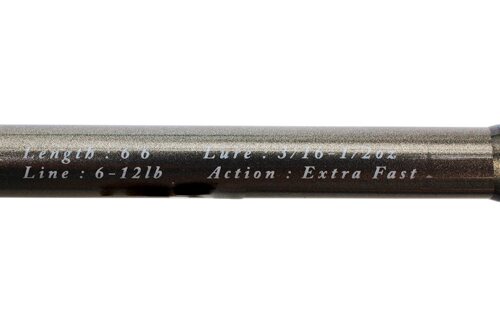 Length : 6'6 Lure : 3/16-1/2oz
Line : 6-12lb Action : Extra Fast